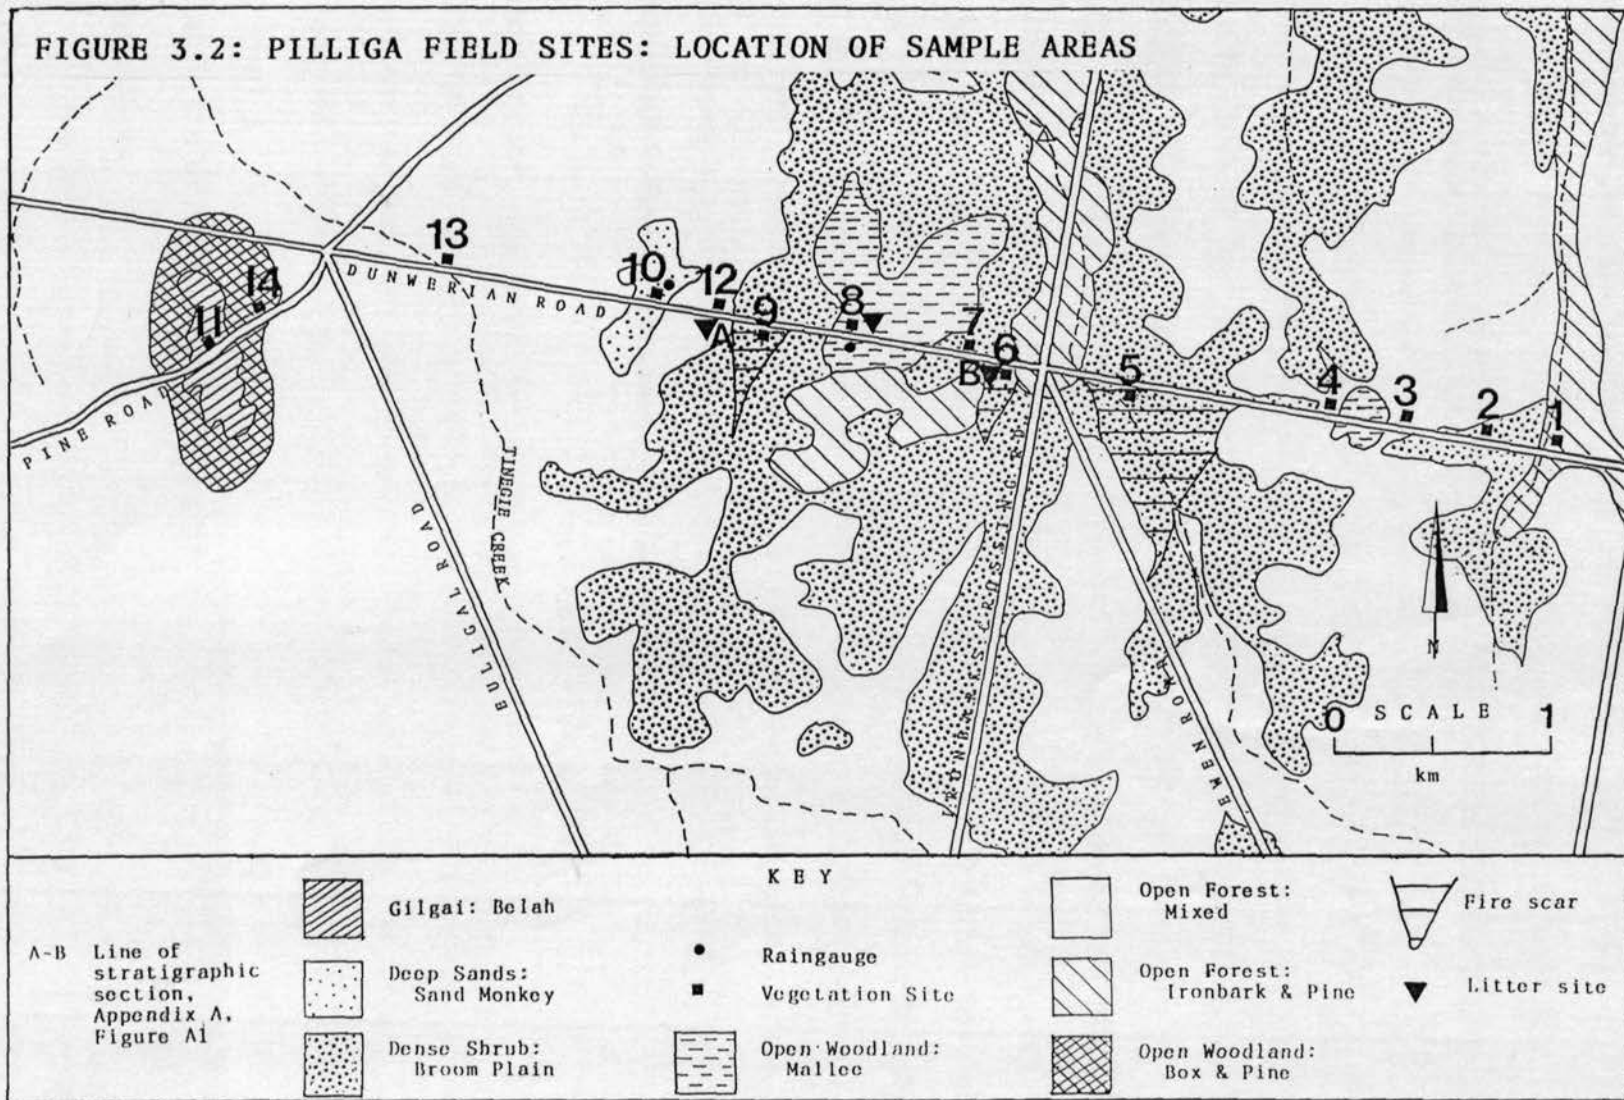 FIGURE 3.2: PILLIGA FIELD SITES: LOCATION OF SAMPLE AREAS
13
10
12
14
11
DUNWERIAN ROAD
A
9
8
7
6
B
5
4
3
2
1
PINE ROAD
TINEGIE CREEK
EULIGAL ROAD
CROSSING RD
EWEN ROAD
N
0 SCALE 1
km
KEY
A-B Line of
stratigraphic
section,
Appendix A,
Figure A1
Gilgai: Belah
Deep Sands:
Sand Monkey
Dense Shrub:
Broom Plain
Raingauge
Vegetation Site
Open Woodland:
Mallee
Open Forest:
Mixed
Open Forest:
Ironbark & Pine
Open Woodland:
Box & Pine
Fire scar
Litter site